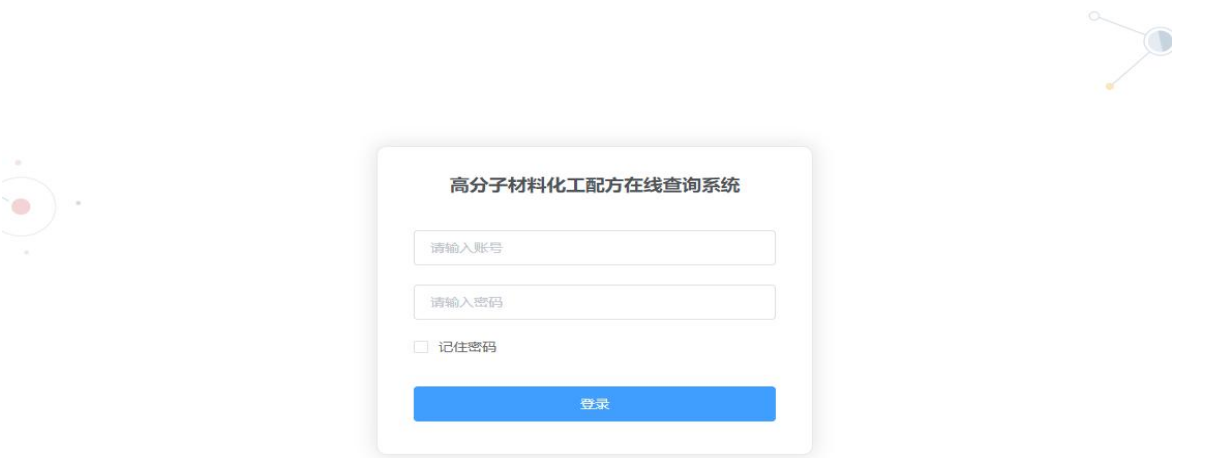 高分子材料化工配方在线查询系统
请输入账号
请输入密码
记住密码
登录